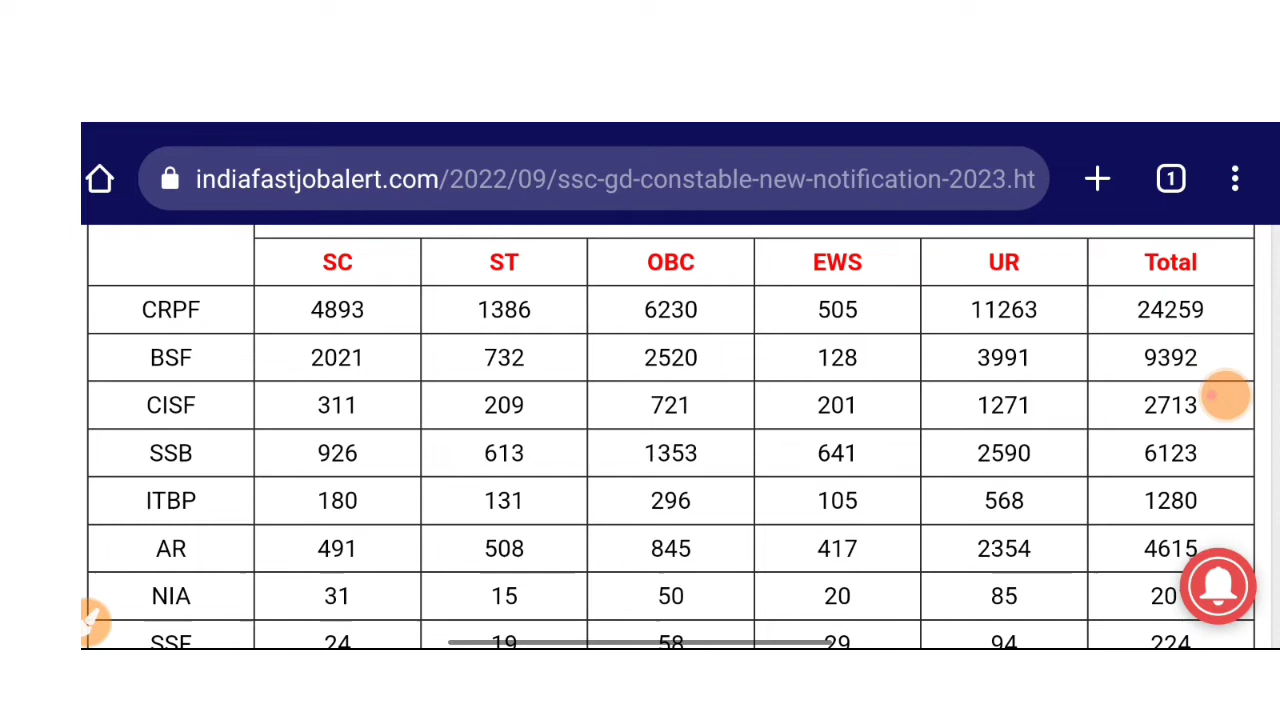 indiafastjobalert.com/2022/09/ssc-gd-constable-new-notification-2023.ht 1
SC ST OBC EWS UR Total
CRPF 4893 1386 6230 505 11263 24259
BSF 2021 732 2520 128 3991 9392
CISF 311 209 721 201 1271 2713
SSB 926 613 1353 641 2590 6123
ITBP 180 131 296 105 568 1280
AR 491 508 845 417 2354 4615
NIA 31 15 50 20 85
SSF 24 19 58 29 94 224